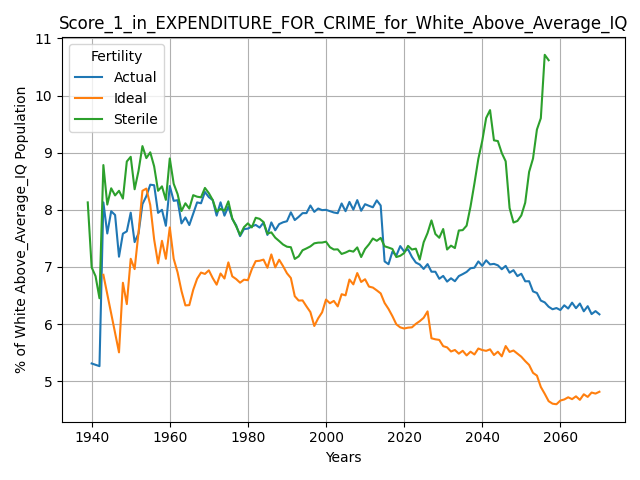 Score_1_in_EXPENDITURE_FOR_CRIME_for_White_Above_Average_IQ
% of White Above_Average_IQ Population
11
10
9
8
7
6
5
Fertility
Actual
Ideal
Sterile
1940 1960 1980 2000 2020 2040 2060
Years